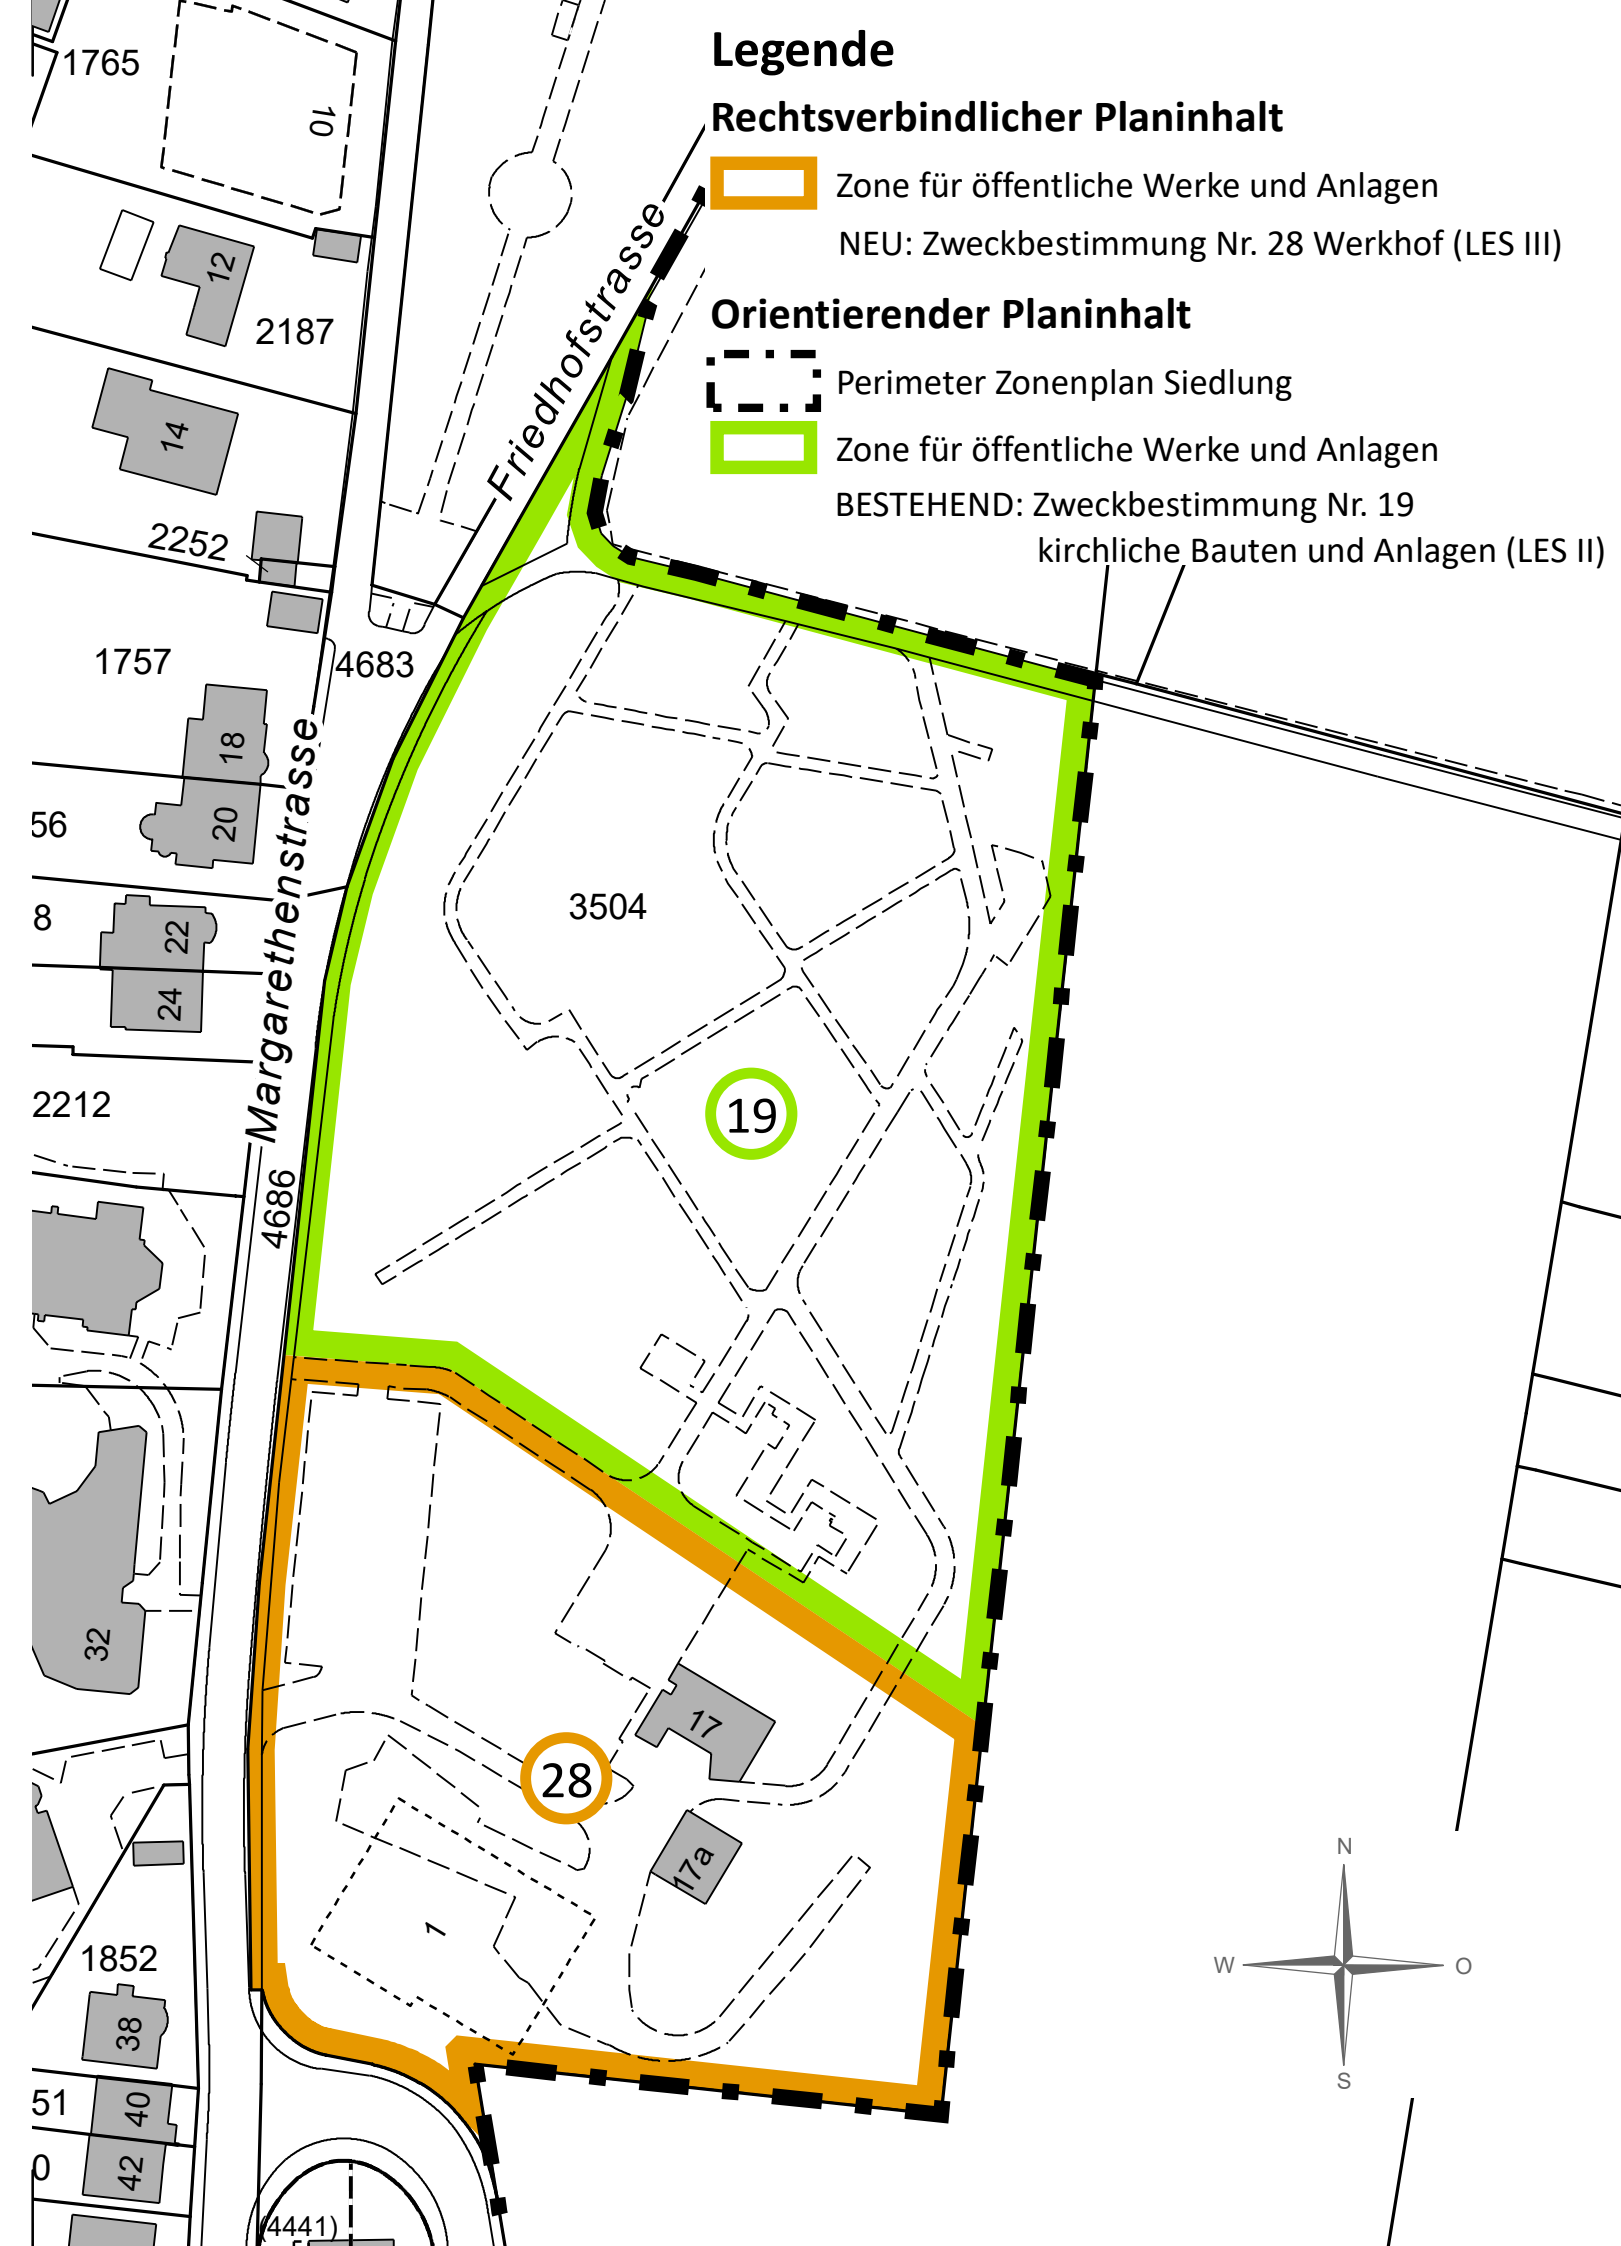 Legende
Rechtsverbindlicher Planinhalt
Zone für öffentliche Werke und Anlagen
NEU: Zweckbestimmung Nr. 28 Werkhof (LES III)
Orientierender Planinhalt
Perimeter Zonenplan Siedlung
Zone für öffentliche Werke und Anlagen
BESTEHEND: Zweckbestimmung Nr. 19
kirchliche Bauten und Anlagen (LES II)
1765
10
12
2187
Friedhofstrasse
14
2252
1757
4683
18
Margarethenstrasse
56
20
3504
8
22
24
2212
19
4686
32
17
28
17a
1
1852
38
51
40
0
42
(4441)
N
W
O
S